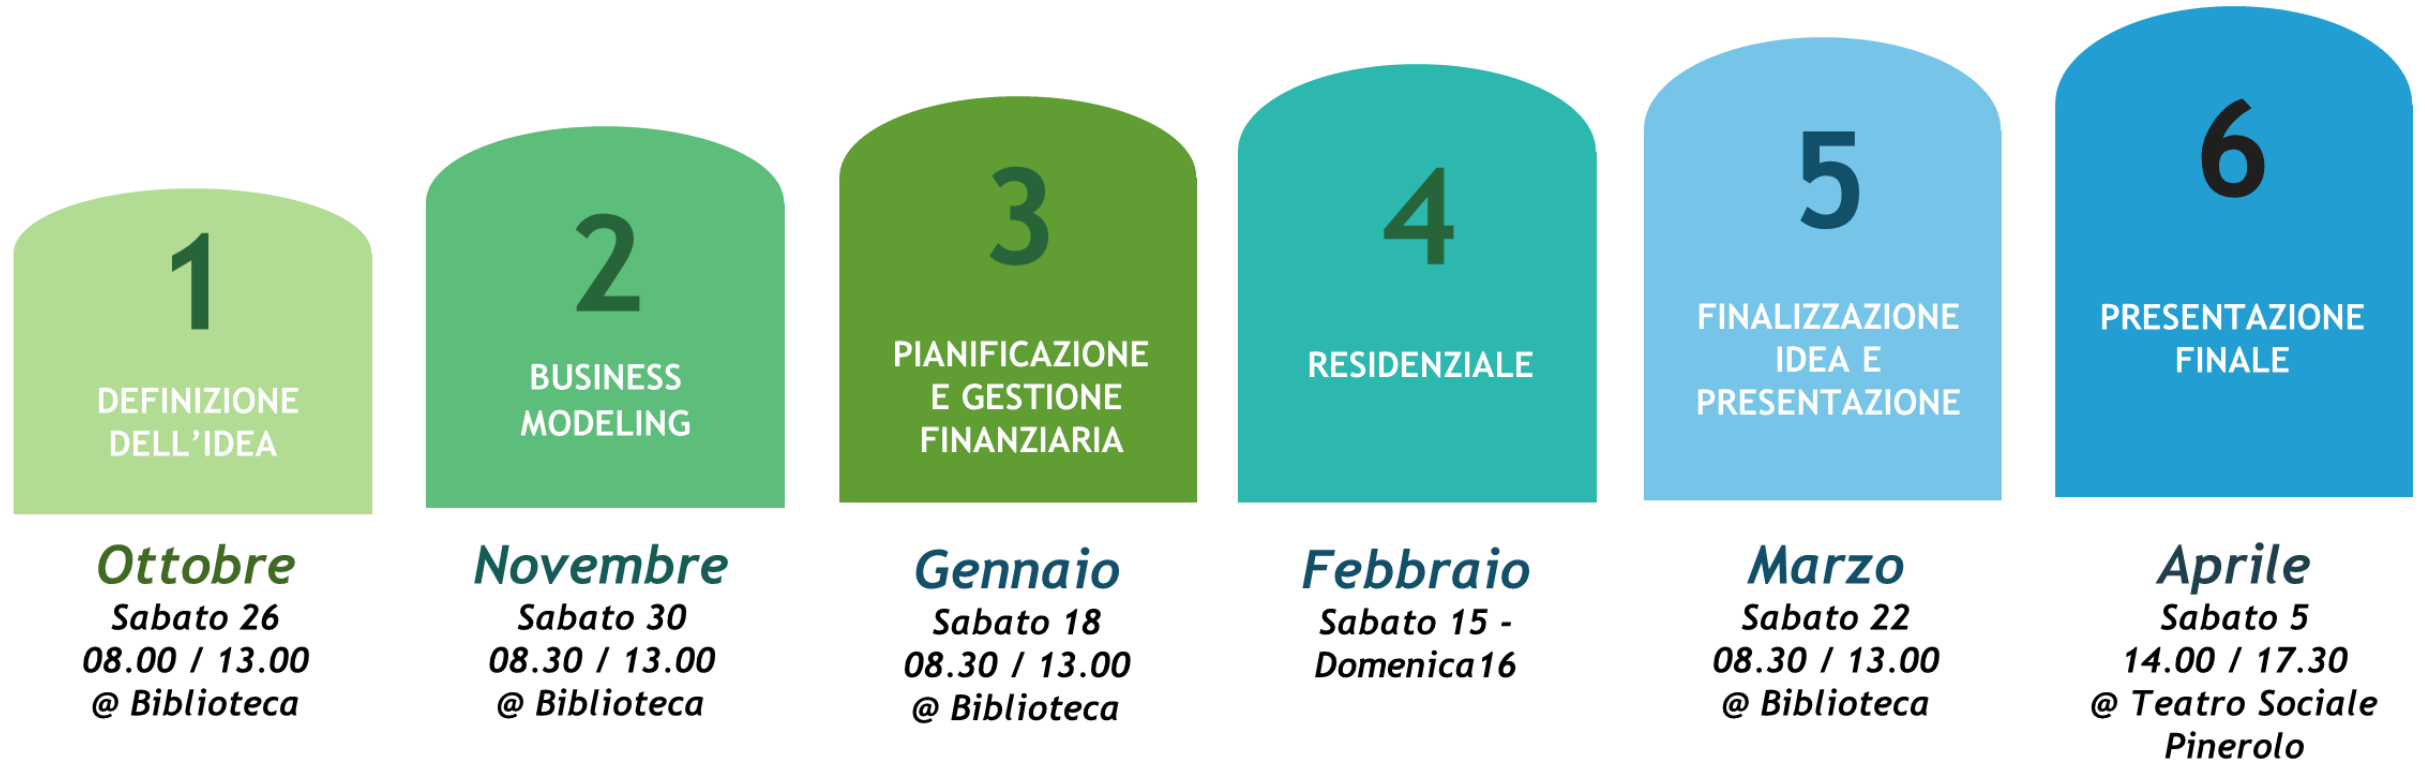 1
DEFINIZIONE
DELL’IDEA
Ottobre
Sabato 26
08.00 / 13.00
@ Biblioteca
2
BUSINESS
MODELING
Novembre
Sabato 30
08.30 / 13.00
@ Biblioteca
3
PIANIFICAZIONE
E GESTIONE
FINANZIARIA
Gennaio
Sabato 18
08.30 / 13.00
@ Biblioteca
4
RESIDENZIALE
Febbraio
Sabato 15 -
Domenica16
5
FINALIZZAZIONE
IDEA E
PRESENTAZIONE
Marzo
Sabato 22
08.30 / 13.00
@ Biblioteca
6
PRESENTAZIONE
FINALE
Aprile
Sabato 5
14.00 / 17.30
@ Teatro Sociale
Pinerolo